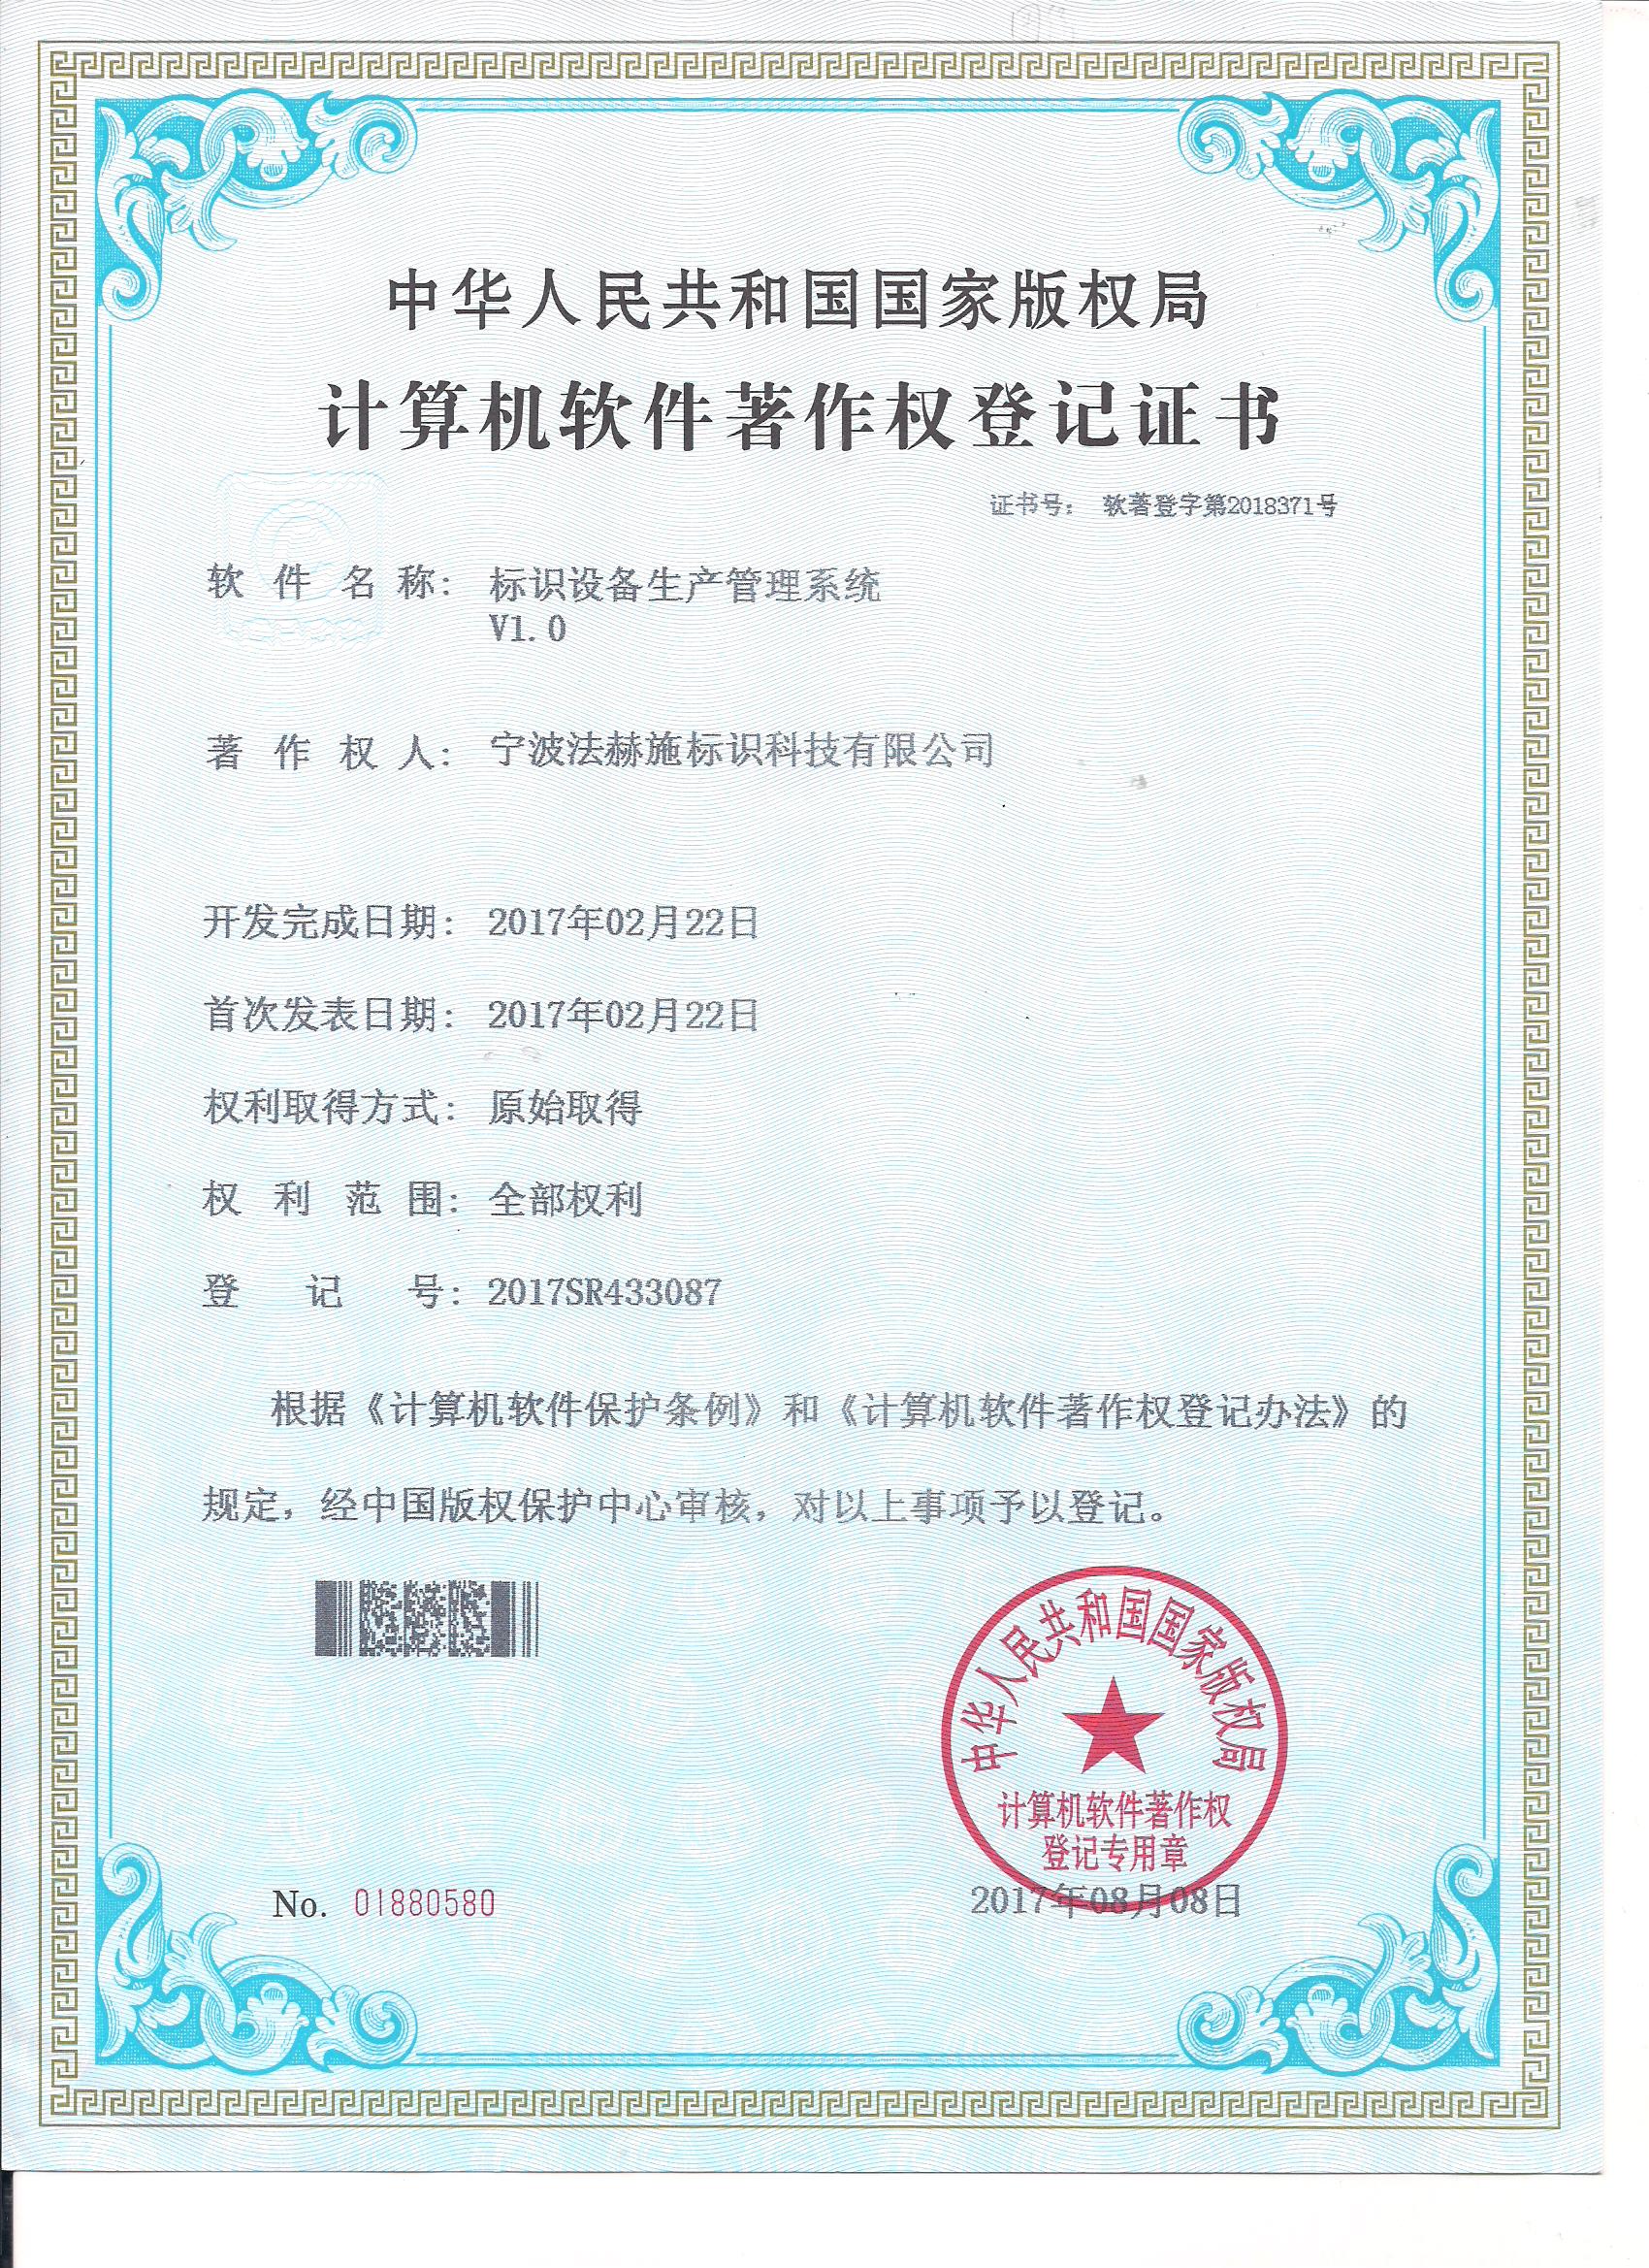 中华人民共和国国家版权局
计算机软件著作权登记证书
证书号： 软著登字第2018371号
软件名称： 标识设备生产管理系统
V1.0
著作权人： 宁波法赫施标识科技有限公司
开发完成日期： 2017年02月22日
首次发表日期： 2017年02月22日
权利取得方式： 原始取得
权利范围： 全部权利
登记号： 2017SR433087
根据《计算机软件保护条例》和《计算机软件著作权登记办法》的
规定，经中国版权保护中心审核，对以上事项予以登记。
中华人民共和国国家版权局
计算机软件著作权
登记专用章
No. 01880580
2017年08月08日